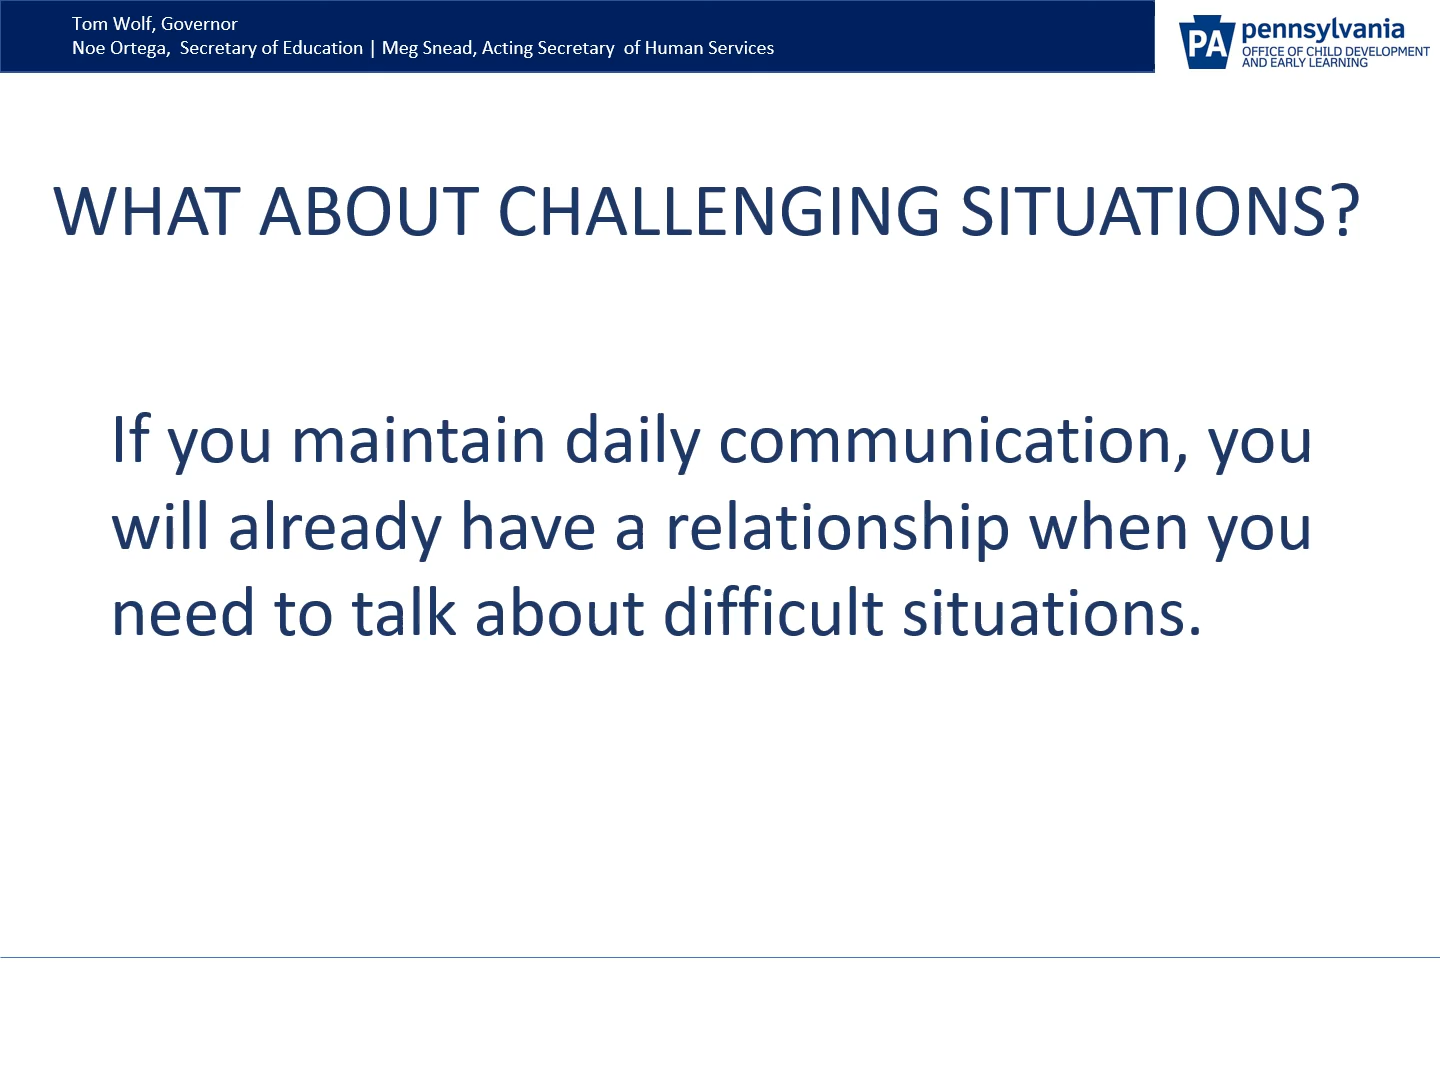 Tom Wolf, Governor
Noe Ortega,  Secretary of Education | Meg Snead, Acting Secretary  of Human Services
PA
pennsylvania
OFFICE OF CHILD DEVELOPMENT
AND EARLY LEARNING
WHAT ABOUT CHALLENGING SITUATIONS?
If you maintain daily communication, you
will already have a relationship when you
need to talk about difficult situations.